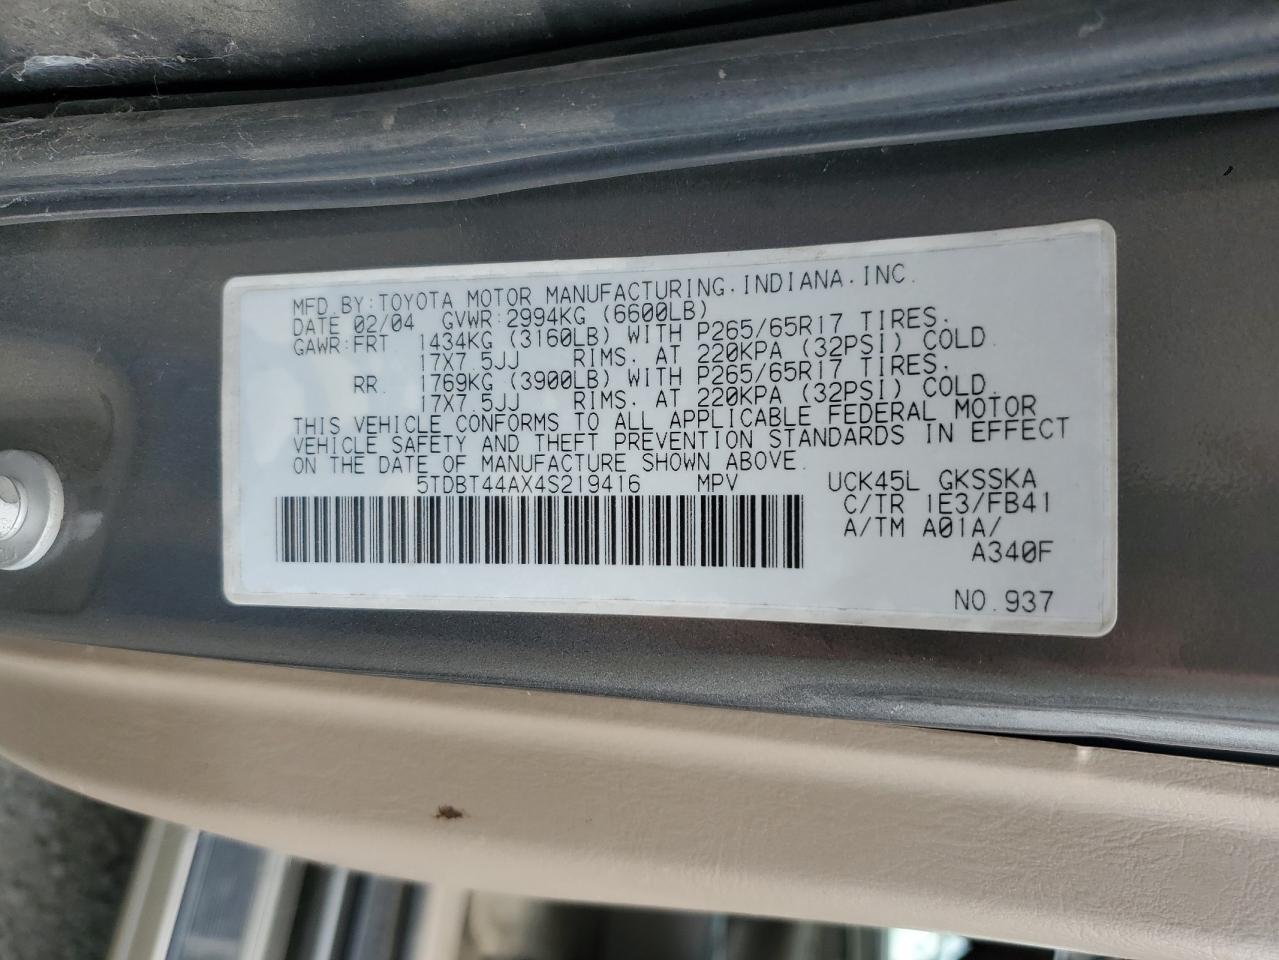 MFD. BY: TOYOTA MOTOR MANUFACTURING. INDIANA. INC.
DATE 02/04 GVWR: 2994KG (6600LB)
GAWR: FRT 1434KG (3160LB) WITH P265/65R17 TIRES.
17X7.5JJ RIMS. AT 220KPA (32PSI) COLD.
RR. 1769KG (3900LB) WITH P265/65R17 TIRES.
17X7.5JJ RIMS. AT 220KPA (32PSI) COLD.
THIS VEHICLE CONFORMS TO ALL APPLICABLE FEDERAL MOTOR
VEHICLE SAFETY AND THEFT PREVENTION STANDARDS IN EFFECT
ON THE DATE OF MANUFACTURE SHOWN ABOVE.
5TDBT44AX4S219416 MPV UCK45L GKSSKA
C/TR 1E3/FB41
A/TM A01A/
A340F
NO. 937